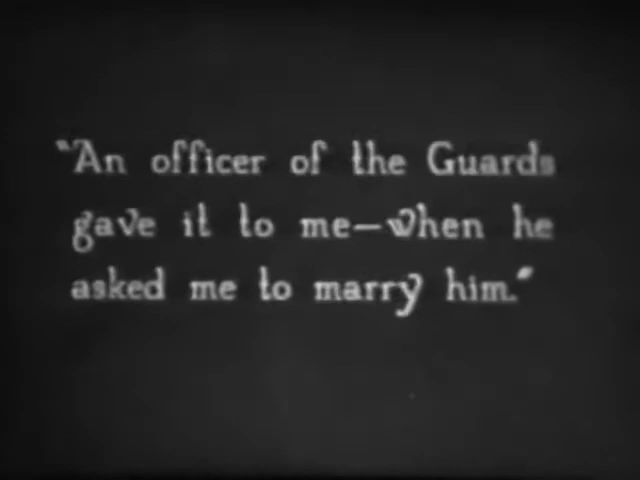 "An officer of the Guards
gave it to me—when he
asked me to marry him."